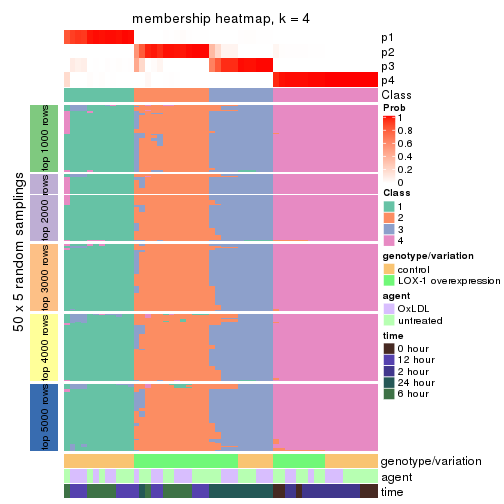 membership heatmap, k = 4
p1
p2
p3
p4
Class
50 x 5 random samplings
top 1000 rows
top 2000 rows
top 3000 rows
top 4000 rows
top 5000 rows
Prob
1
0.8
0.6
0.4
0.2
0
Class
1
2
3
4
genotype/variation
control
LOX-1 overexpression
agent
OxLDL
untreated
time
0 hour
12 hour
2 hour
24 hour
6 hour
genotype/variation
agent
time